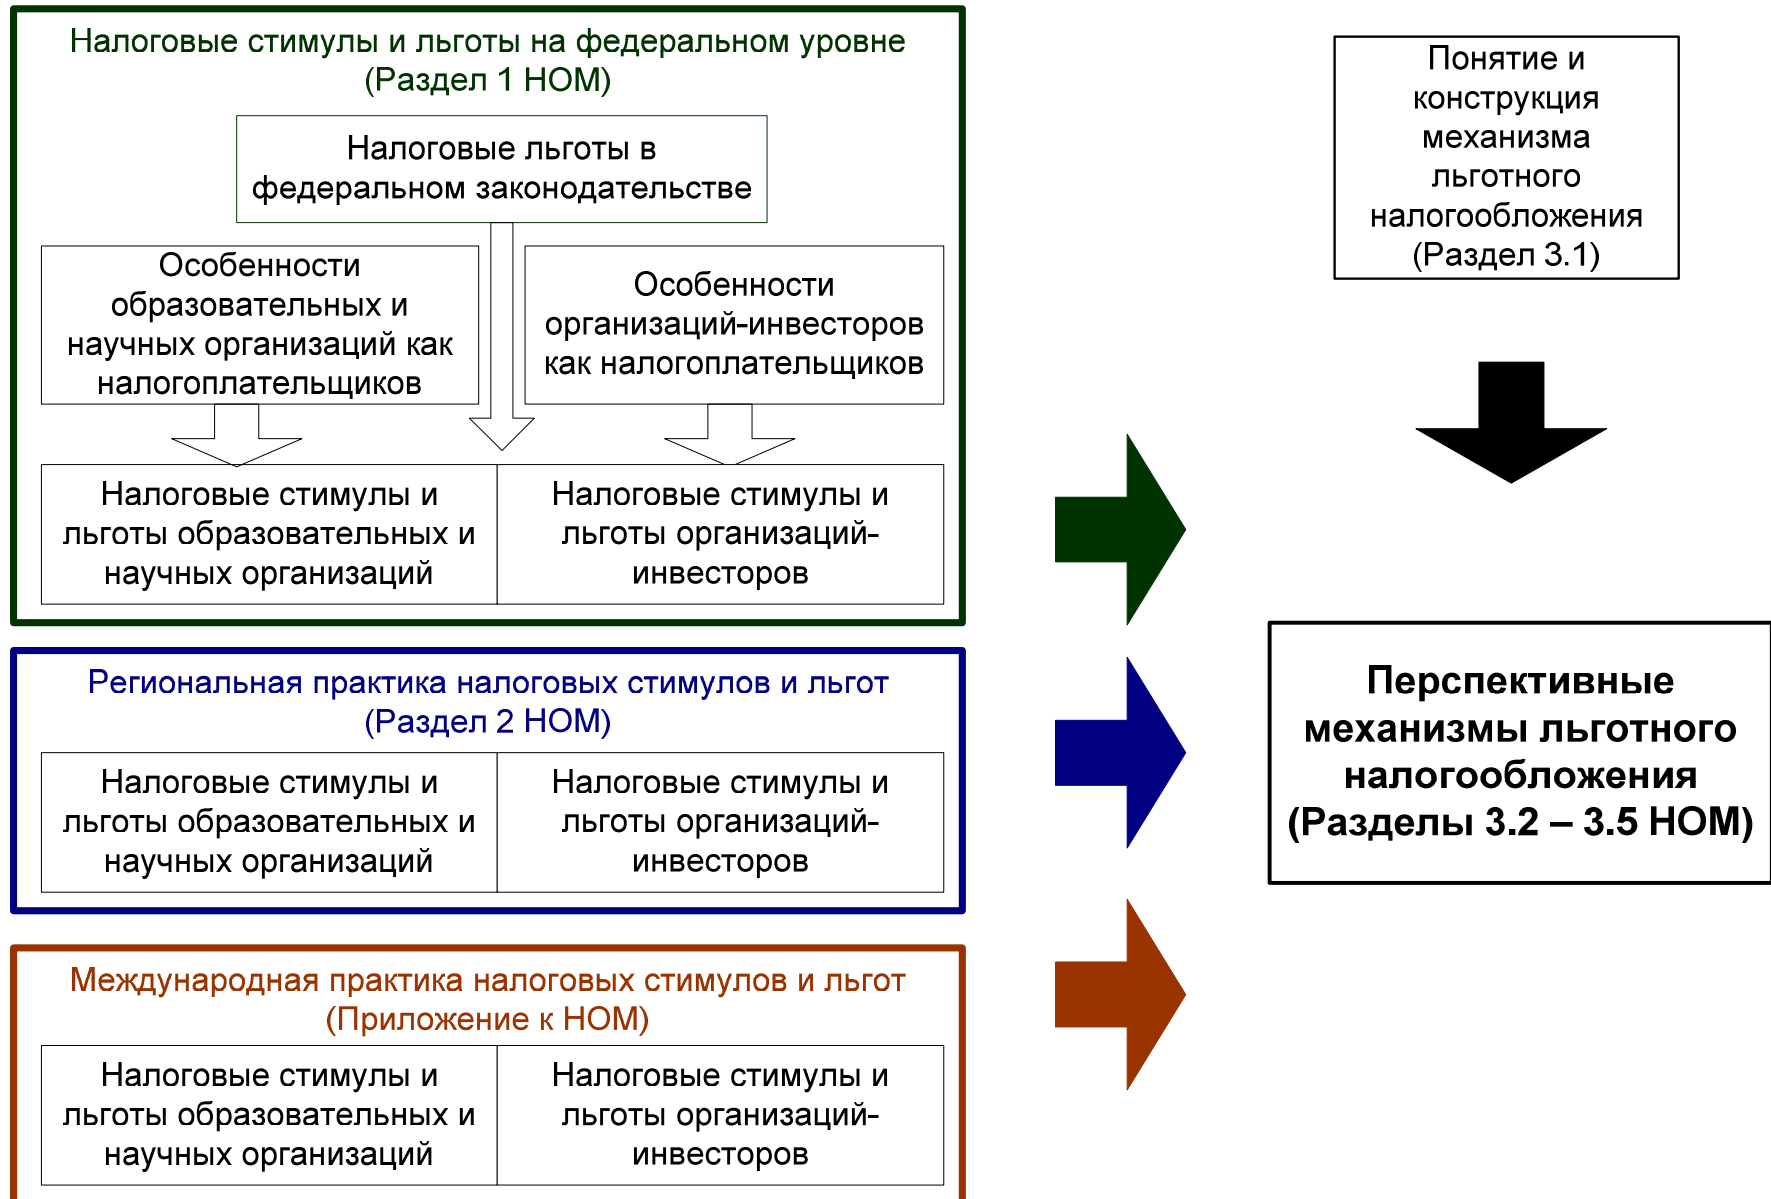 Налоговые стимулы и льготы на федеральном уровне
(Раздел 1 НОМ)
Налоговые льготы в
федеральном законодательстве
Особенности
образовательных и
научных организаций как
налогоплательщиков
Особенности
организаций-инвесторов
как налогоплательщиков
Налоговые стимулы и
льготы образовательных и
научных организаций
Налоговые стимулы и
льготы организаций-
инвесторов
Региональная практика налоговых стимулов и льгот
(Раздел 2 НОМ)
Налоговые стимулы и
льготы образовательных и
научных организаций
Налоговые стимулы и
льготы организаций-
инвесторов
Международная практика налоговых стимулов и льгот
(Приложение к НОМ)
Налоговые стимулы и
льготы образовательных и
научных организаций
Налоговые стимулы и
льготы организаций-
инвесторов
Понятие и
конструкция
механизма
льготного
налогообложения
(Раздел 3.1)
Перспективные
механизмы льготного
налогообложения
(Разделы 3.2 – 3.5 НОМ)